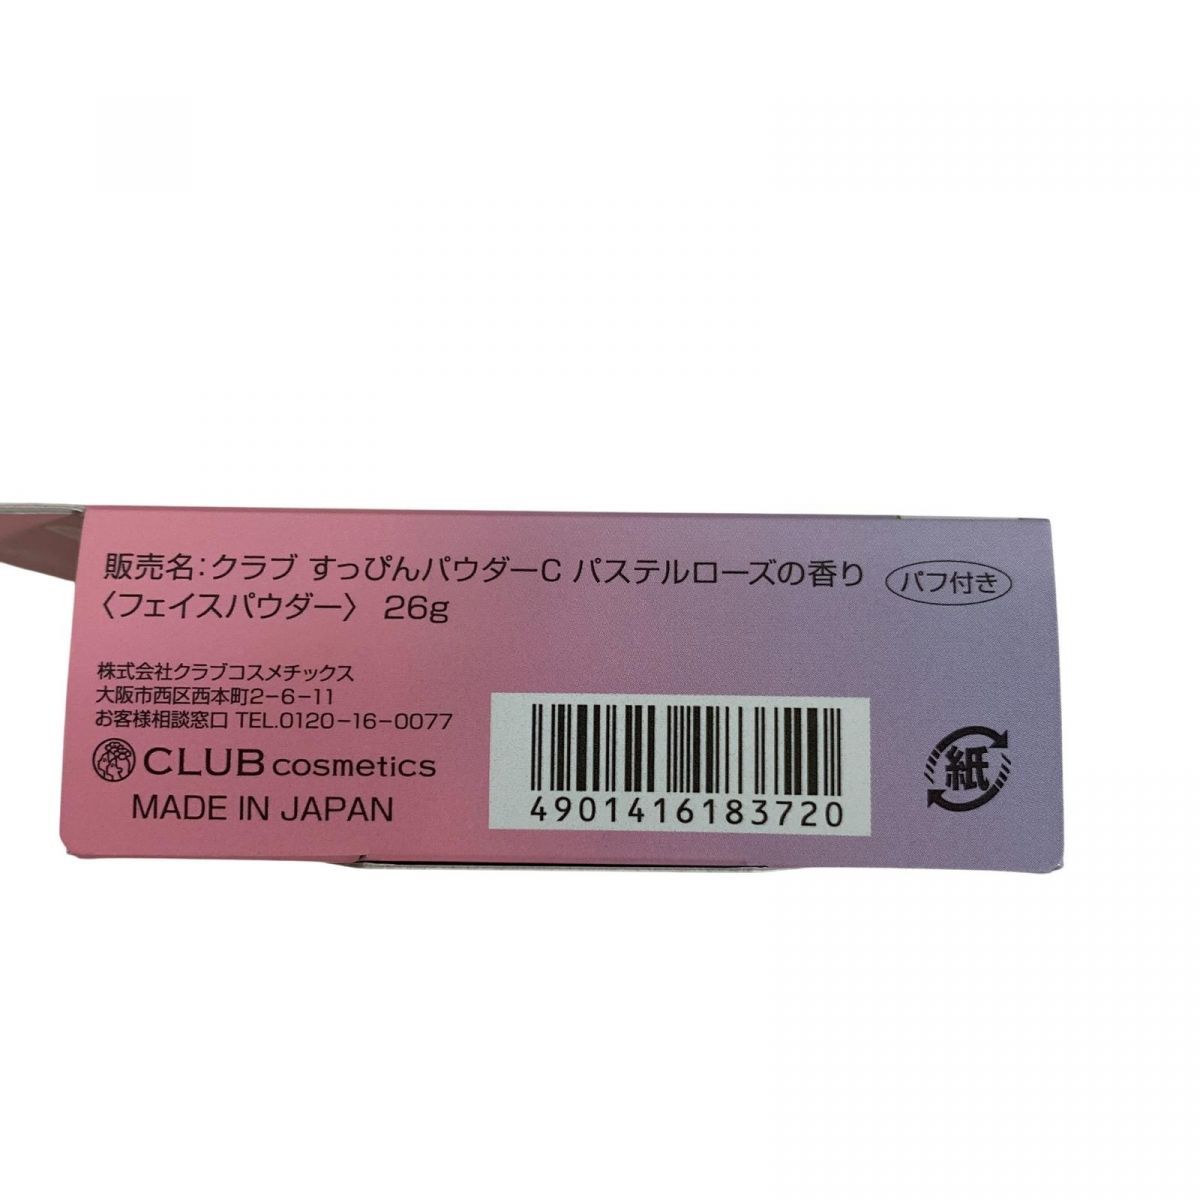 販売名:クラブ すっぴんパウダーC パステルローズの香り パフ付き
〈フェイスパウダー〉 26g
株式会社クラブコスメチックス
大阪市西区西本町2-6-11
お客様相談窓口 TEL.0120-16-0077
CLUB cosmetics
MADE IN JAPAN
4901416183720
紙